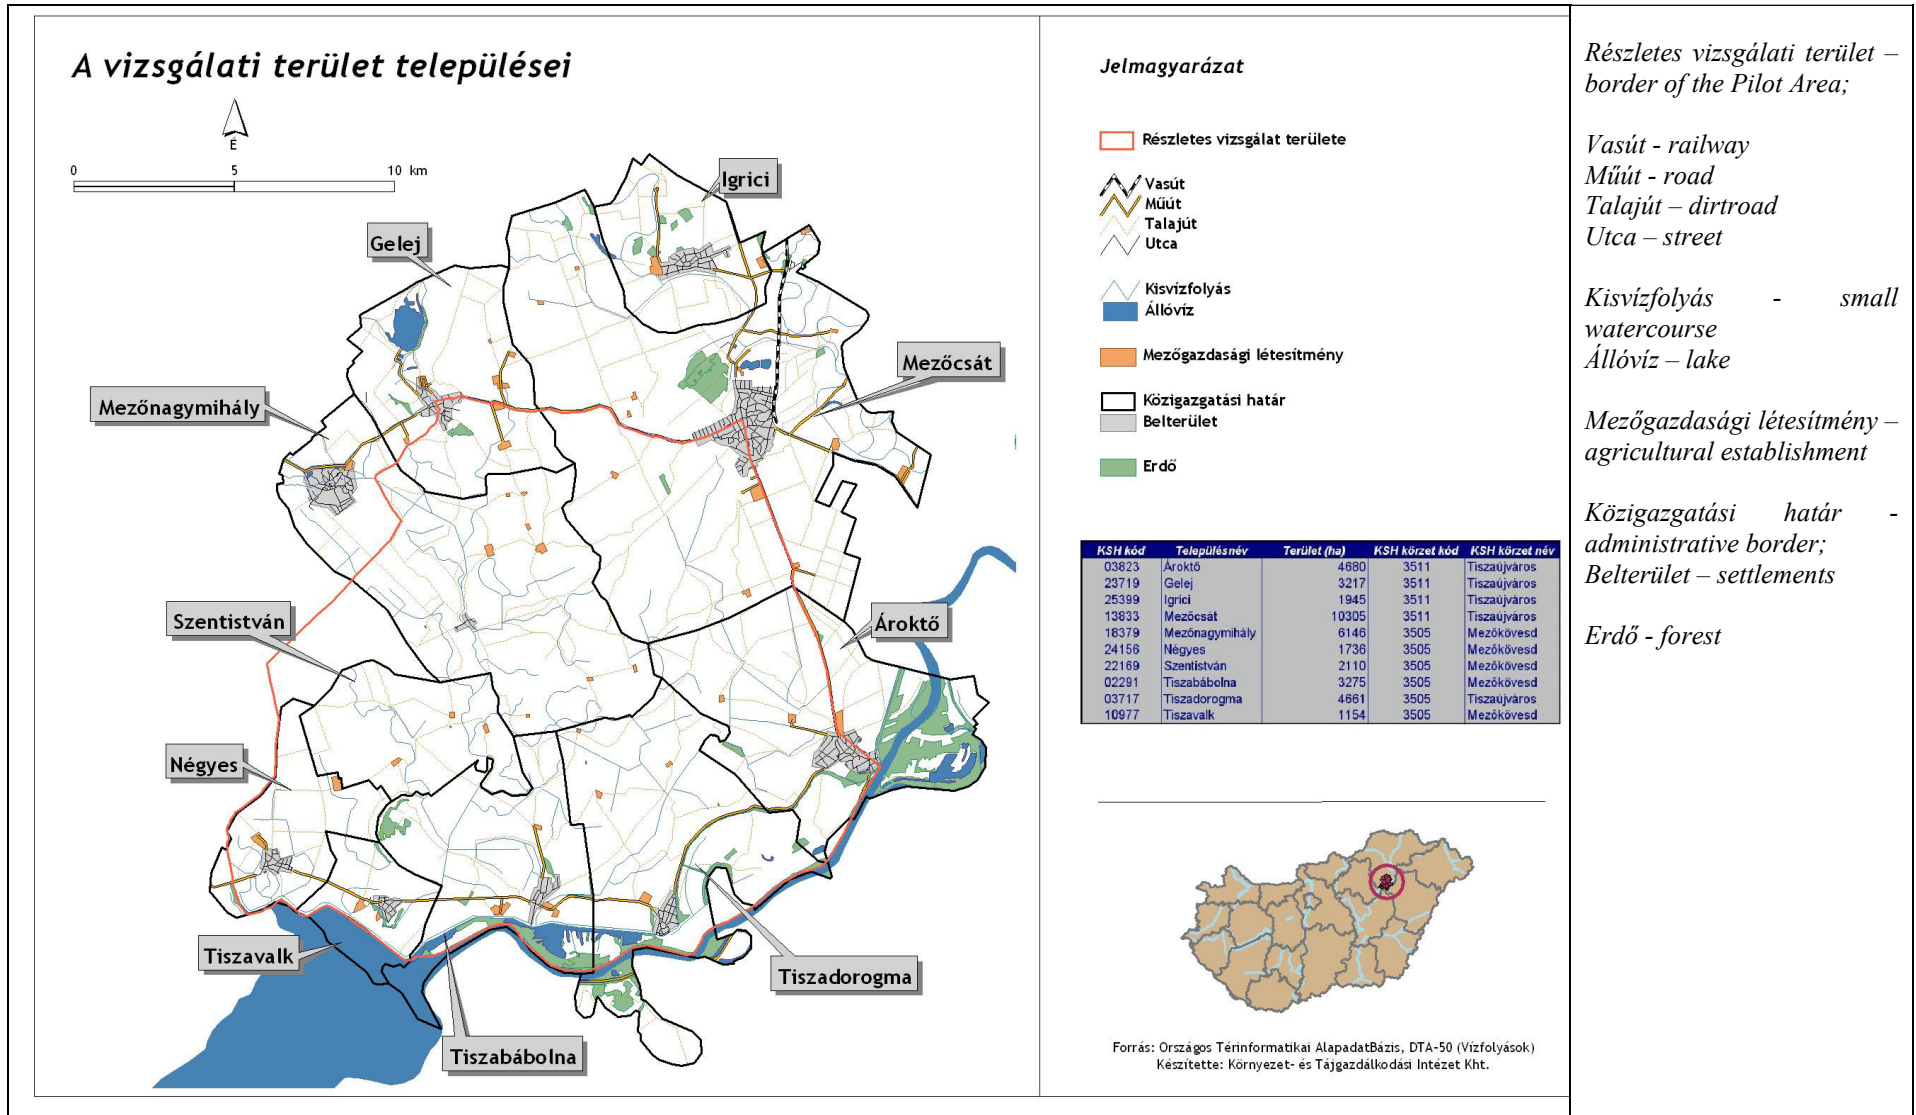 A vizsgálati terület települései
É
0 5 10 km
Igrici
Gelej
Mezőcsát
Mezőnagymihály
Szentistván
Ároktő
Négyes
Tiszavalk
Tiszadorogma
Tiszabábolna
Jelmagyarázat
Részletes vizsgálat területe
Vasút
Műút
Talajút
Utca
Kisvízfolyás
Állóvíz
Mezőgazdasági létesítmény
Közigazgatási határ
Belterület
Erdő
KSH kód Településnév Terület (ha) KSH körzet kód KSH körzet név
03823 Ároktő 4680 3511 Tiszaújváros
23719 Gelej 3217 3511 Tiszaújváros
25399 Igrici 1945 3511 Tiszaújváros
13833 Mezőcsát 10305 3511 Tiszaújváros
18379 Mezőnagymihály 6146 3505 Mezőkövesd
24156 Négyes 1736 3505 Mezőkövesd
22169 Szentistván 2110 3505 Mezőkövesd
02291 Tiszabábolna 3275 3505 Mezőkövesd
03717 Tiszadorogma 4661 3505 Tiszaújváros
10977 Tiszavalk 1154 3505 Mezőkövesd
Forrás: Országos Térinformatikai AlapadatBázis, DTA-50 (Vízfolyások)
Készítette: Környezet- és Tájgazdálkodási Intézet Kht.
Részletes vizsgálati terület –
border of the Pilot Area;
Vasút - railway
Műút - road
Talajút – dirtroad
Utca – street
Kisvízfolyás - small
watercourse
Állóvíz – lake
Mezőgazdasági létesítmény –
agricultural establishment
Közigazgatási határ -
administrative border;
Belterület – settlements
Erdő - forest